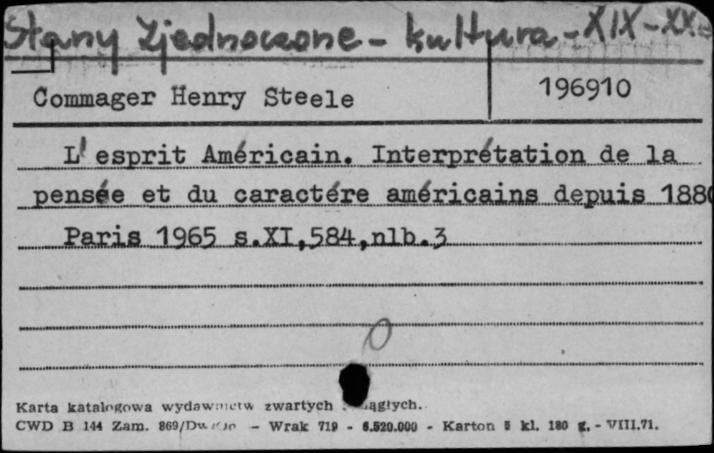 Stany Zjednoczone - kultura - XIX-XX
Commager Henry Steele
196910
L'esprit Américain. Interprétation de la
pensée et du caractére américains depuis 1880
Paris 1965 s.XI,584,nlb.3
0
Karta katalogowa wydawnictw zwartych ciągłych.
CWD B 144 Zam. 869/ - Wrak 719 - 6.520.000 - Karton 5 kl. 180 g. - VIII.71.